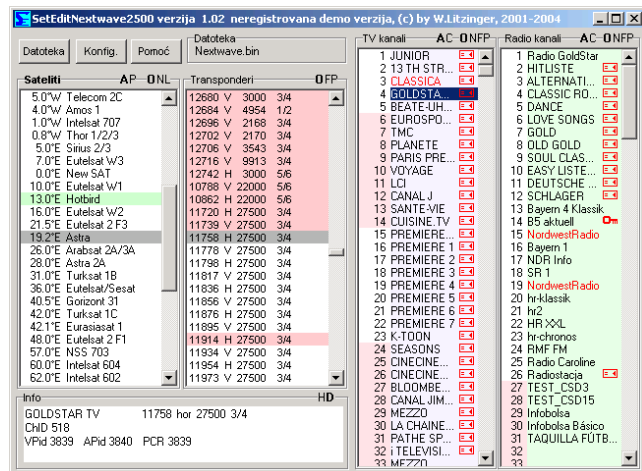 SetEditNextwave2500 verzija 1.02 neregistrovana demo verzija, (c) by W.Litzinger, 2001-2004
Datoteka
Konfig.
Pomoć
Datoteka
Nextwave.bin
Sateliti AP ONL
5.0°W Telecom 2C
4.0°W Amos 1
1.0°W Intelsat 707
0.8°W Thor 1/2/3
5.0°E Sirius 2/3
7.0°E Eutelsat W3
0.0°E New SAT
10.0°E Eutelsat W1
13.0°E Hotbird
16.0°E Eutelsat W2
21.5°E Eutelsat 2 F3
19.2°E Astra
26.0°E Arabsat 2A/3A
28.0°E Astra 2A
31.0°E Turksat 1B
36.0°E Eutelsat/Sesat
40.5°E Gorizont 31
42.0°E Turksat 1C
42.1°E Eurasiasat 1
48.0°E Eutelsat 2 F1
57.0°E NSS 703
60.0°E Intelsat 604
62.0°E Intelsat 602
Transponderi OFP
12680 V 3000 3/4
12684 V 4954 1/2
12696 V 2168 3/4
12702 V 2170 3/4
12706 V 3543 3/4
12716 V 9913 3/4
12742 H 3000 5/6
10788 V 22000 5/6
10862 H 22000 5/6
11720 H 27500 3/4
11739 V 27500 3/4
11758 H 27500 3/4
11778 V 27500 3/4
11798 H 27500 3/4
11817 V 27500 3/4
11836 H 27500 3/4
11856 V 27500 3/4
11876 H 27500 3/4
11895 V 27500 3/4
11914 H 27500 3/4
11934 V 27500 3/4
11954 H 27500 3/4
11973 V 27500 3/4
Info HD
GOLDSTAR TV 11758 hor 27500 3/4
ChID 518
VPid 3839 APid 3840 PCR 3839
TV kanali AC ONFP
1 JUNIOR
2 13 TH STR...
3 CLASSICA
4 GOLDSTA...
5 BEATE-UH...
6 EUROSPO...
7 TMC
8 PLANETE
9 PARIS PRE...
10 VOYAGE
11 LCI
12 CANAL J
13 SANTE-VIE
14 CUISINE TV
15 PREMIERE...
16 PREMIERE 1
17 PREMIERE 2
18 PREMIERE 3
19 PREMIERE 4
20 PREMIERE 5
21 PREMIERE 6
22 PREMIERE 7
23 K-TOON
24 SEASONS
25 CINECINE...
26 CINECINE...
27 BLOOMBE...
28 CANAL JIM...
29 MEZZO
30 LA CHAINE...
31 PATHE SP...
32 i TELEVISI...
33 MEZZO
Radio kanali AC ONFP
1 Radio GoldStar
2 HITLISTE
3 ALTERNATI...
4 CLASSIC RO...
5 DANCE
6 LOVE SONGS
7 GOLD
8 OLD GOLD
9 SOUL CLAS...
10 EASY LISTE...
11 DEUTSCHE ...
12 SCHLAGER
13 Bayern 4 Klassik
14 B5 aktuell
15 NordwestRadio
16 Bayern 1
17 NDR Info
18 SR 1
19 NordwestRadio
20 hr-klassik
21 hr2
22 HR XXL
23 hr-chronos
24 RMF FM
25 Radio Caroline
26 Radiostacja
27 TEST_CSD3
28 TEST_CSD15
29 Infobolsa
30 Infobolsa Básico
31 TAQUILLA FÚTB...
32
33